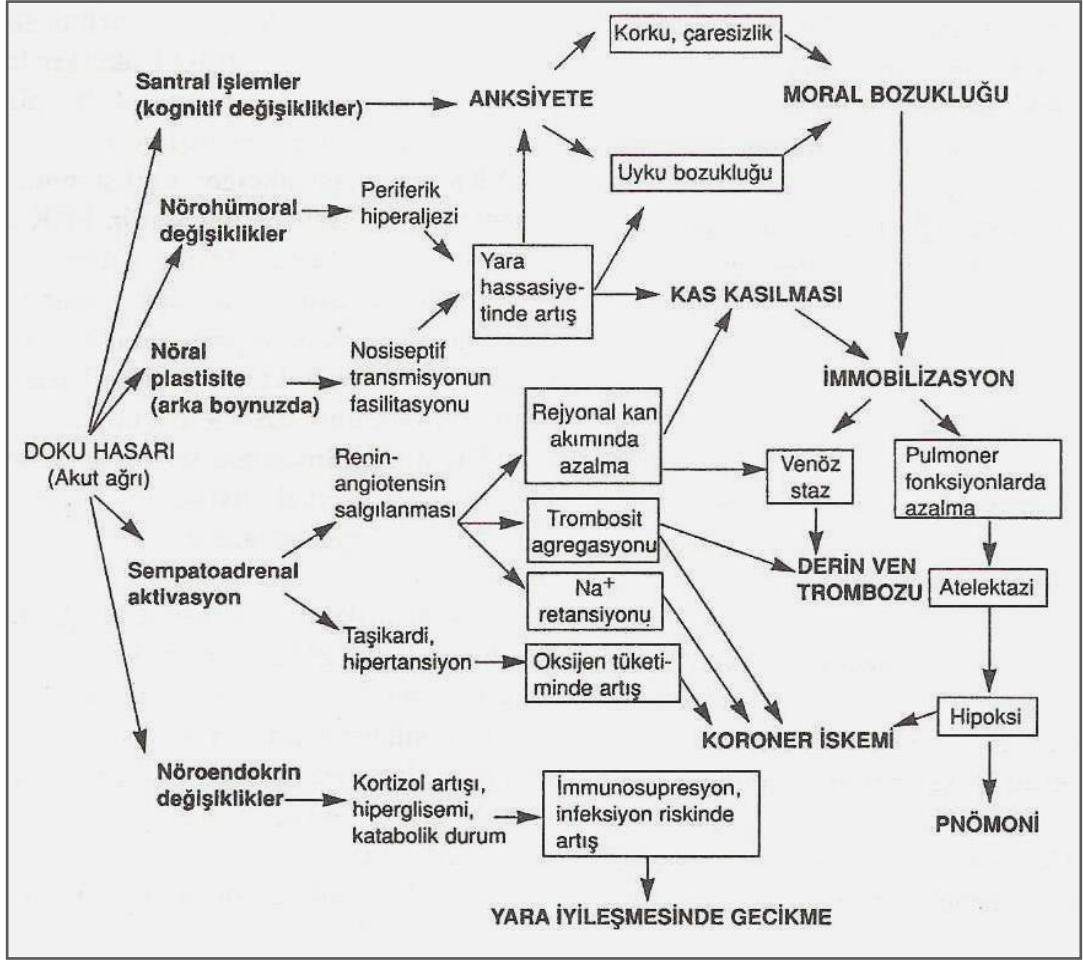 Korku, çaresizlik
Santral işlemler
(kognitif değişiklikler)
ANKSİYETE
MORAL BOZUKLUĞU
Uyku bozukluğu
Nörohümoral
değişiklikler
Periferik
hiperaljezi
Yara
hassasiye-
tinde artış
KAS KASILMASI
Nöral
plastisite
(arka boynuzda)
Nosiseptif
transmisyonun
fasilitasyonu
İMMOBİLİZASYON
DOKU HASARI
(Akut ağrı)
Renin-
angiotensin
salgılanması
Rejyonal kan
akımında
azalma
Venöz
staz
Pulmoner
fonksiyonlarda
azalma
Trombosit
agregasyonu
DERİN VEN
TROMBOZU
Atelektazi
Sempatoadrenal
aktivasyon
Na+
retansiyonu
Taşikardi,
hipertansiyon
Oksijen tüketi-
minde artış
Hipoksi
KORONER İSKEMİ
Nöroendokrin
değişiklikler
Kortizol artışı,
hiperglisemi,
katabolik durum
İmmunosupresyon,
infeksiyon riskinde
artış
PNÖMONİ
YARA İYİLEŞMESİNDE GECİKME